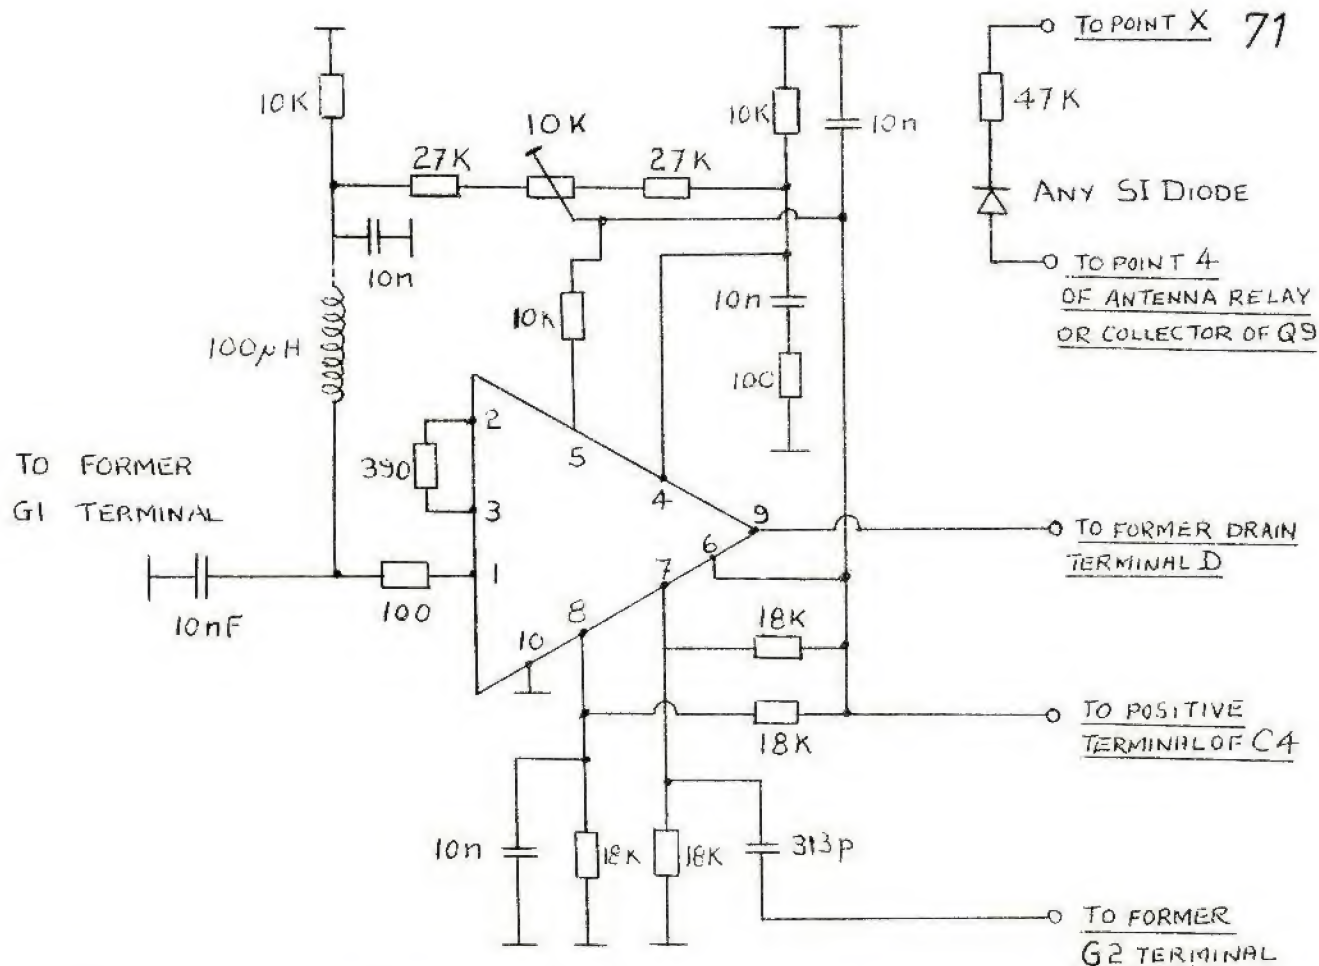 TO POINT X 71
10K
10K
10K
10n
47K
27K
27K
ANY SI DIODE
10n
TO POINT 4
OF ANTENNA RELAY
OR COLLECTOR OF Q9
10K
10n
100μH
100
2
5
390
4
TO FORMER
G1 TERMINAL
3
9
TO FORMER DRAIN
TERMINAL D
6
1
7
10nF
100
8
18K
10
TO POSITIVE
TERMINAL OF C4
18K
10n
18K
18K
313p
TO FORMER
G2 TERMINAL